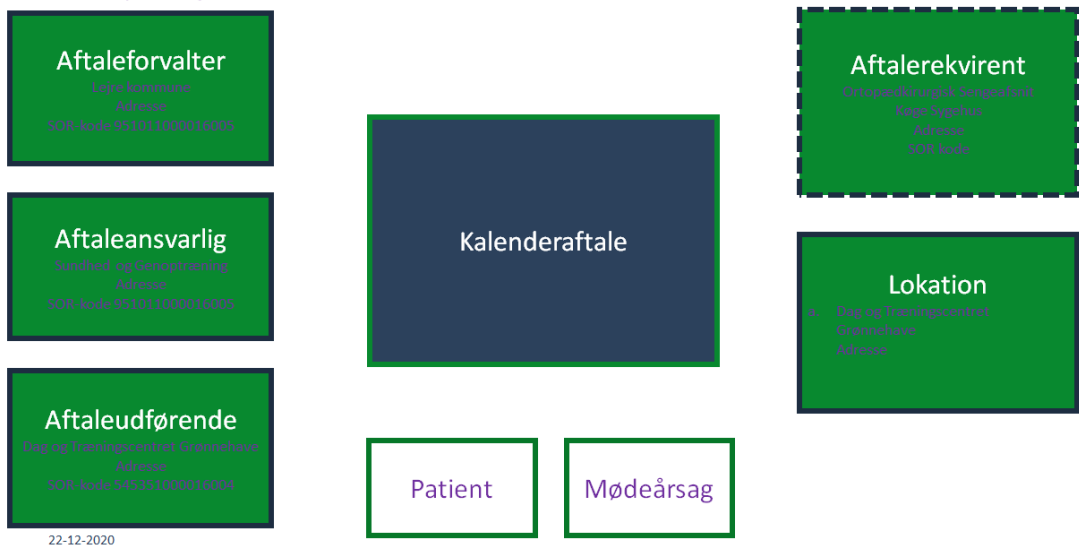 Aftaleforvalter
Lejre kommune
Adresse
SOR-kode 951011000016005
Aftaleansvarlig
Sundhed og Genoptræning
Adresse
SOR-kode 951011000016005
Aftaleudførende
Dag og Træningscentret Grønnehave
Adresse
SOR-kode 545351000016004
22-12-2020
Kalenderaftale
Patient
Mødeårsag
Aftalerekvirent
Ortopædkirurgisk Sengeafsnit
Køge Sygehus
Adresse
SOR kode
Lokation
Dag og Træningscentret
Grønnehave
Adresse